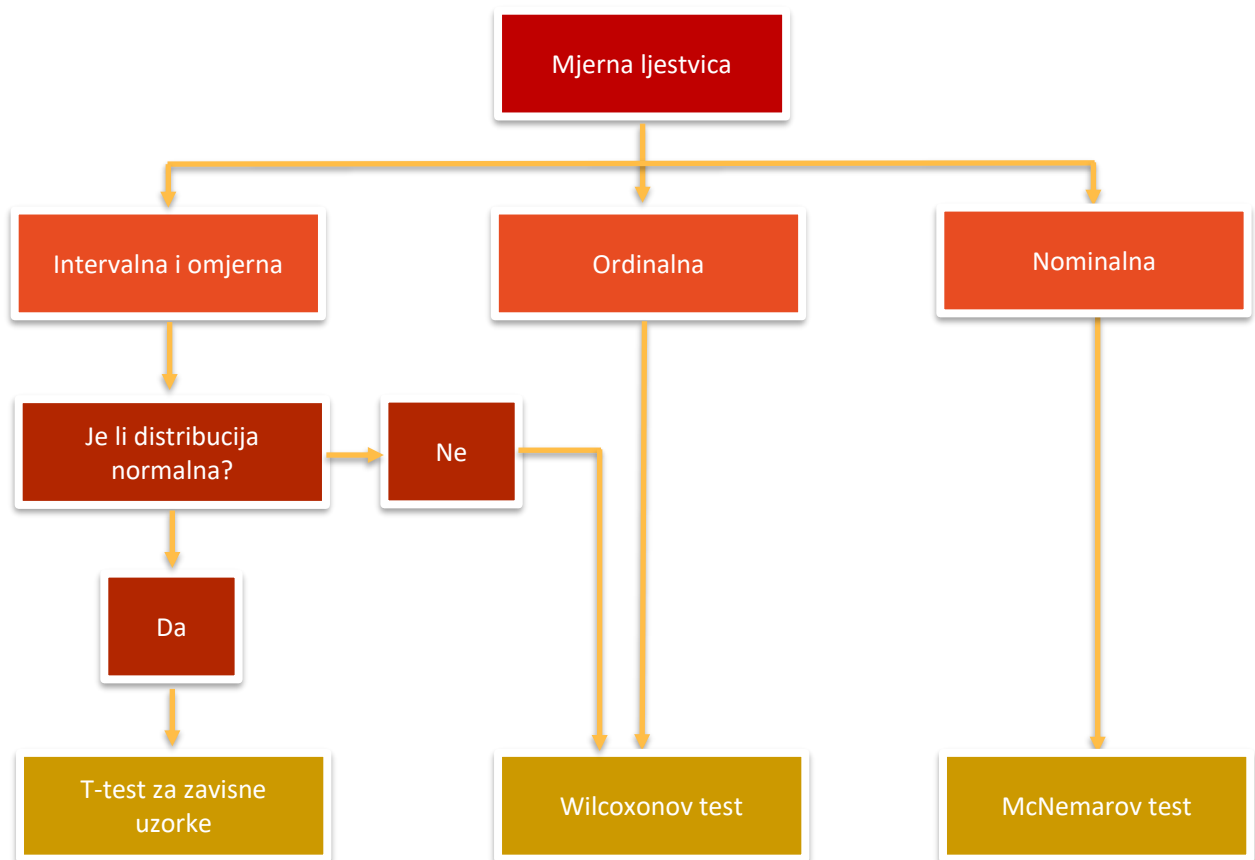 Mjerna ljestvica
Intervalna i omjerna
Ordinalna
Nominalna
Je li distribucija
normalna?
Ne
Da
T-test za zavisne
uzorke
Wilcoxonov test
McNemarov test